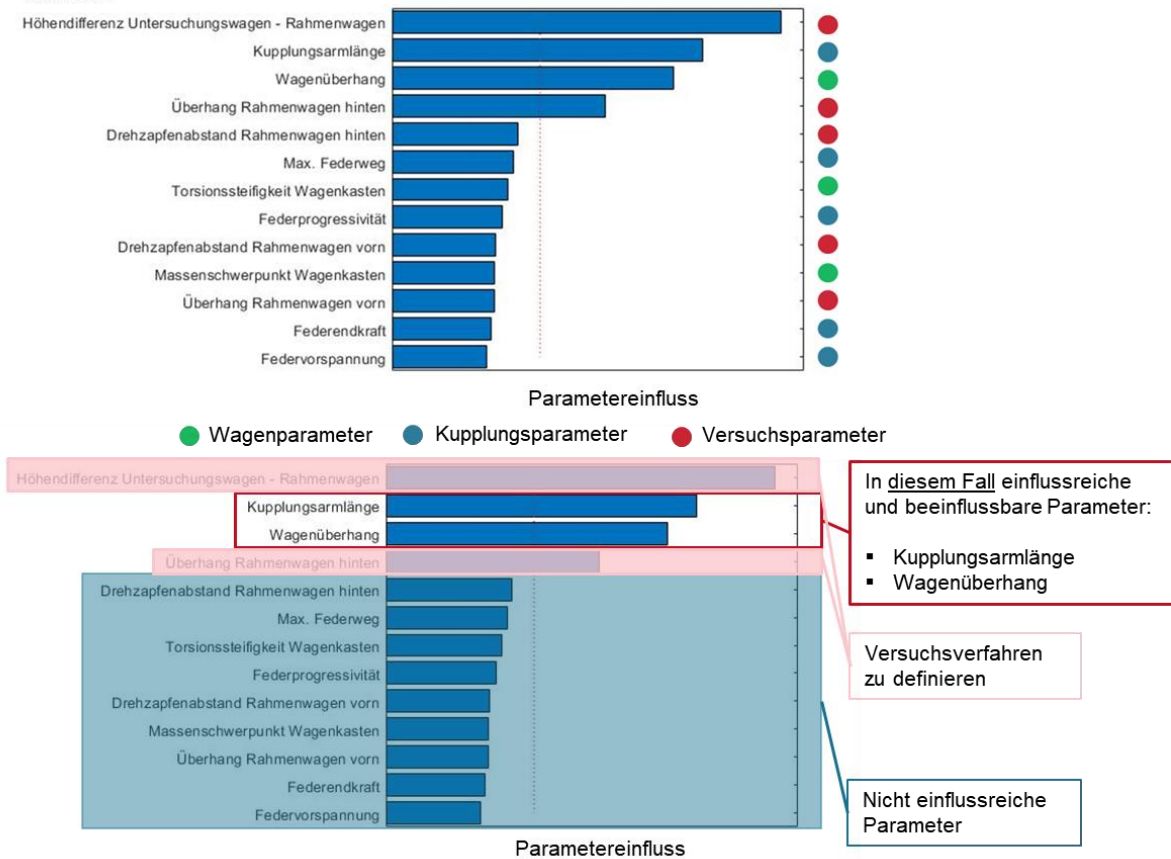 Höhendifferenz Untersuchungswagen - Rahmenwagen
Kupplungsarmlänge
Wagenüberhang
Überhang Rahmenwagen hinten
Drehzapfenabstand Rahmenwagen hinten
Max. Federweg
Torsionssteifigkeit Wagenkasten
Federprogressivität
Drehzapfenabstand Rahmenwagen vorn
Massenschwerpunkt Wagenkasten
Überhang Rahmenwagen vorn
Federendkraft
Federvorspannung
Parametereinfluss
Wagenparameter
Kupplungsparameter
Versuchsparameter
Höhendifferenz Untersuchungswagen - Rahmenwagen
Kupplungsarmlänge
Wagenüberhang
Überhang Rahmenwagen hinten
Drehzapfenabstand Rahmenwagen hinten
Max. Federweg
Torsionssteifigkeit Wagenkasten
Federprogressivität
Drehzapfenabstand Rahmenwagen vorn
Massenschwerpunkt Wagenkasten
Überhang Rahmenwagen vorn
Federendkraft
Federvorspannung
Parametereinfluss
In diesem Fall einflussreiche
und beeinflussbare Parameter:
▪ Kupplungsarmlänge
▪ Wagenüberhang
Versuchsverfahren
zu definieren
Nicht einflussreiche
Parameter